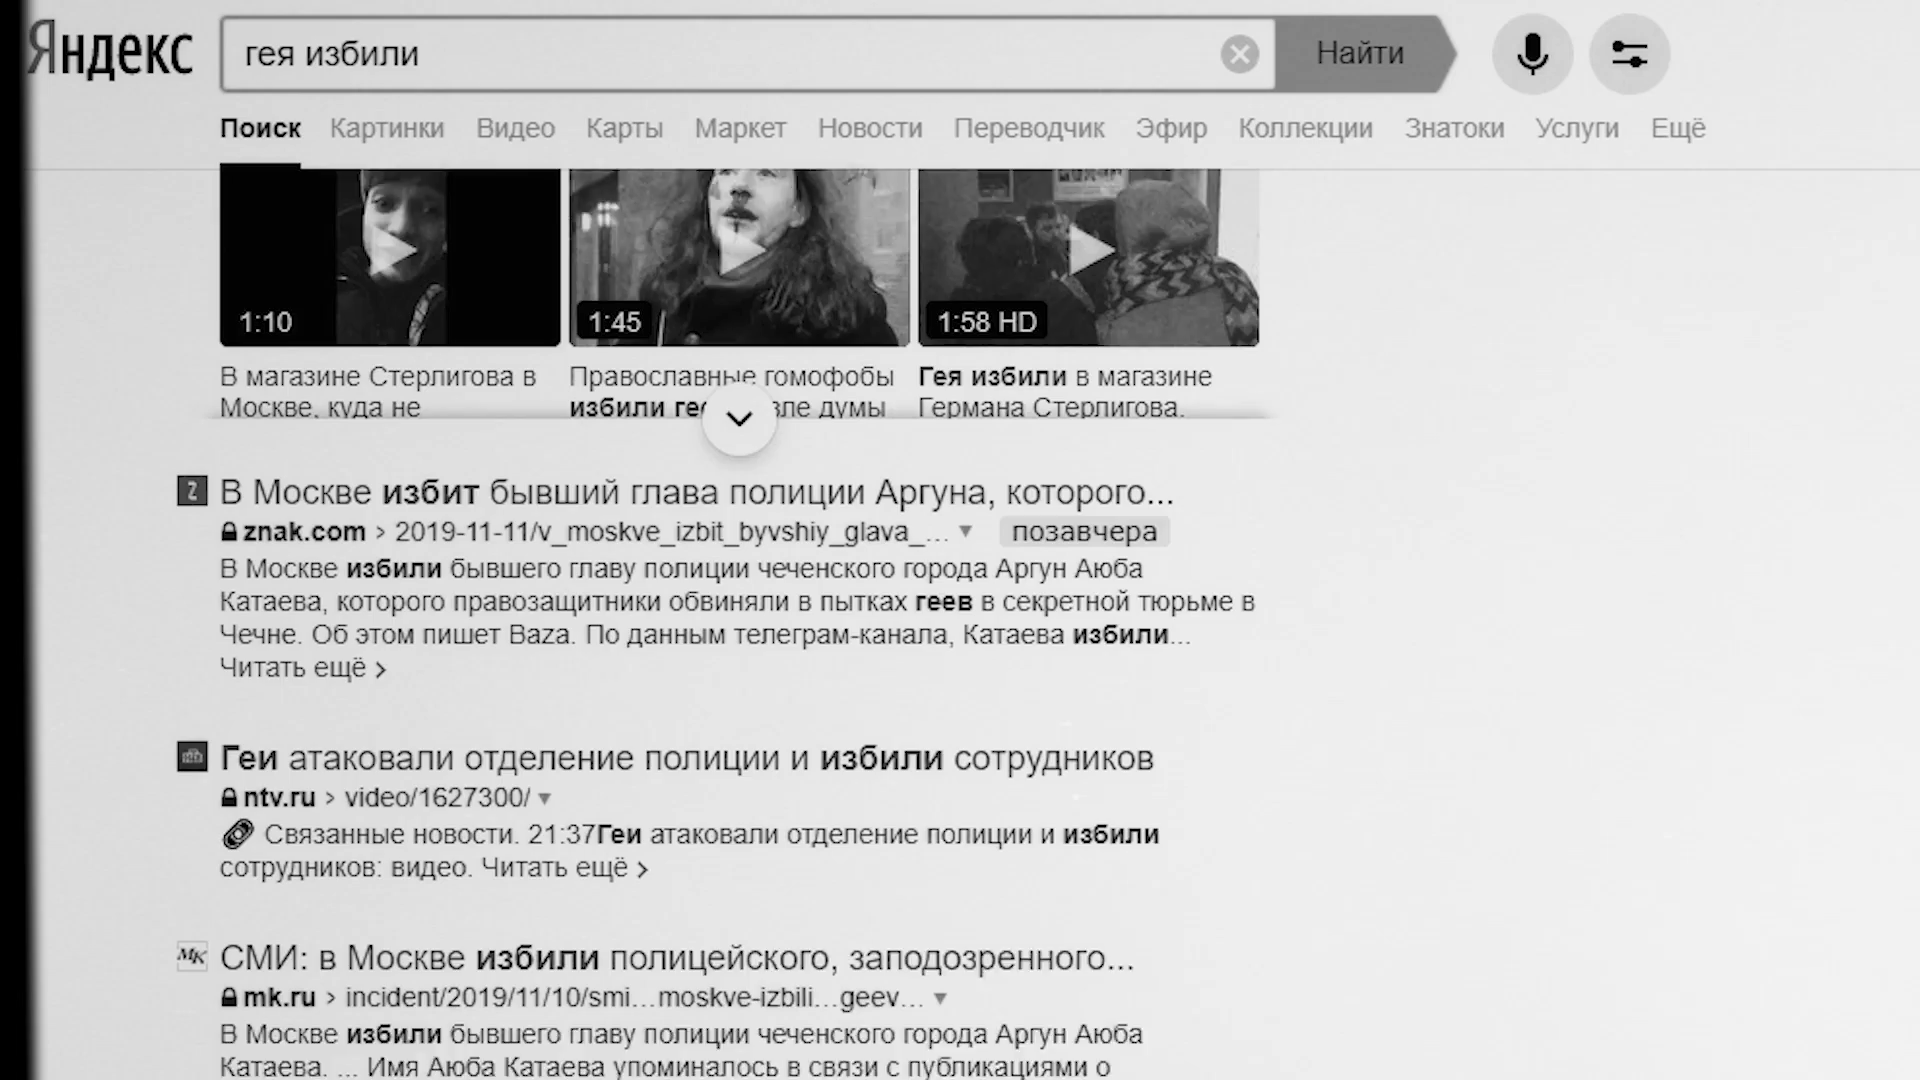 Яндекс
гея избили
Найти
Поиск Картинки Видео Карты Маркет Новости Переводчик Эфир Коллекции Знатоки Услуги Ещё
1:10
1:45
1:58 HD
В магазине Стерлигова в
Москве, куда не
Православные гомофобы
избили возле думы
Гея избили в магазине
Германа Стерлигова.
В Москве избит бывший глава полиции Аргуна, которого...
znak.com › 2019-11-11/v_moskve_izbit_byvshiy_glava_... позавчера
В Москве избили бывшего главу полиции чеченского города Аргун Аюба
Катаева, которого правозащитники обвиняли в пытках геев в секретной тюрьме в
Чечне. Об этом пишет Baza. По данным телеграм-канала, Катаева избили...
Читать ещё ›
Геи атаковали отделение полиции и избили сотрудников
ntv.ru › video/1627300/
Связанные новости. 21:37Геи атаковали отделение полиции и избили
сотрудников: видео. Читать ещё ›
МК СМИ: в Москве избили полицейского, заподозренного...
mk.ru › incident/2019/11/10/smi...moskve-izbili...geev...
В Москве избили бывшего главу полиции чеченского города Аргун Аюба
Катаева. ... Имя Аюба Катаева упоминалось в связи с публикациями о